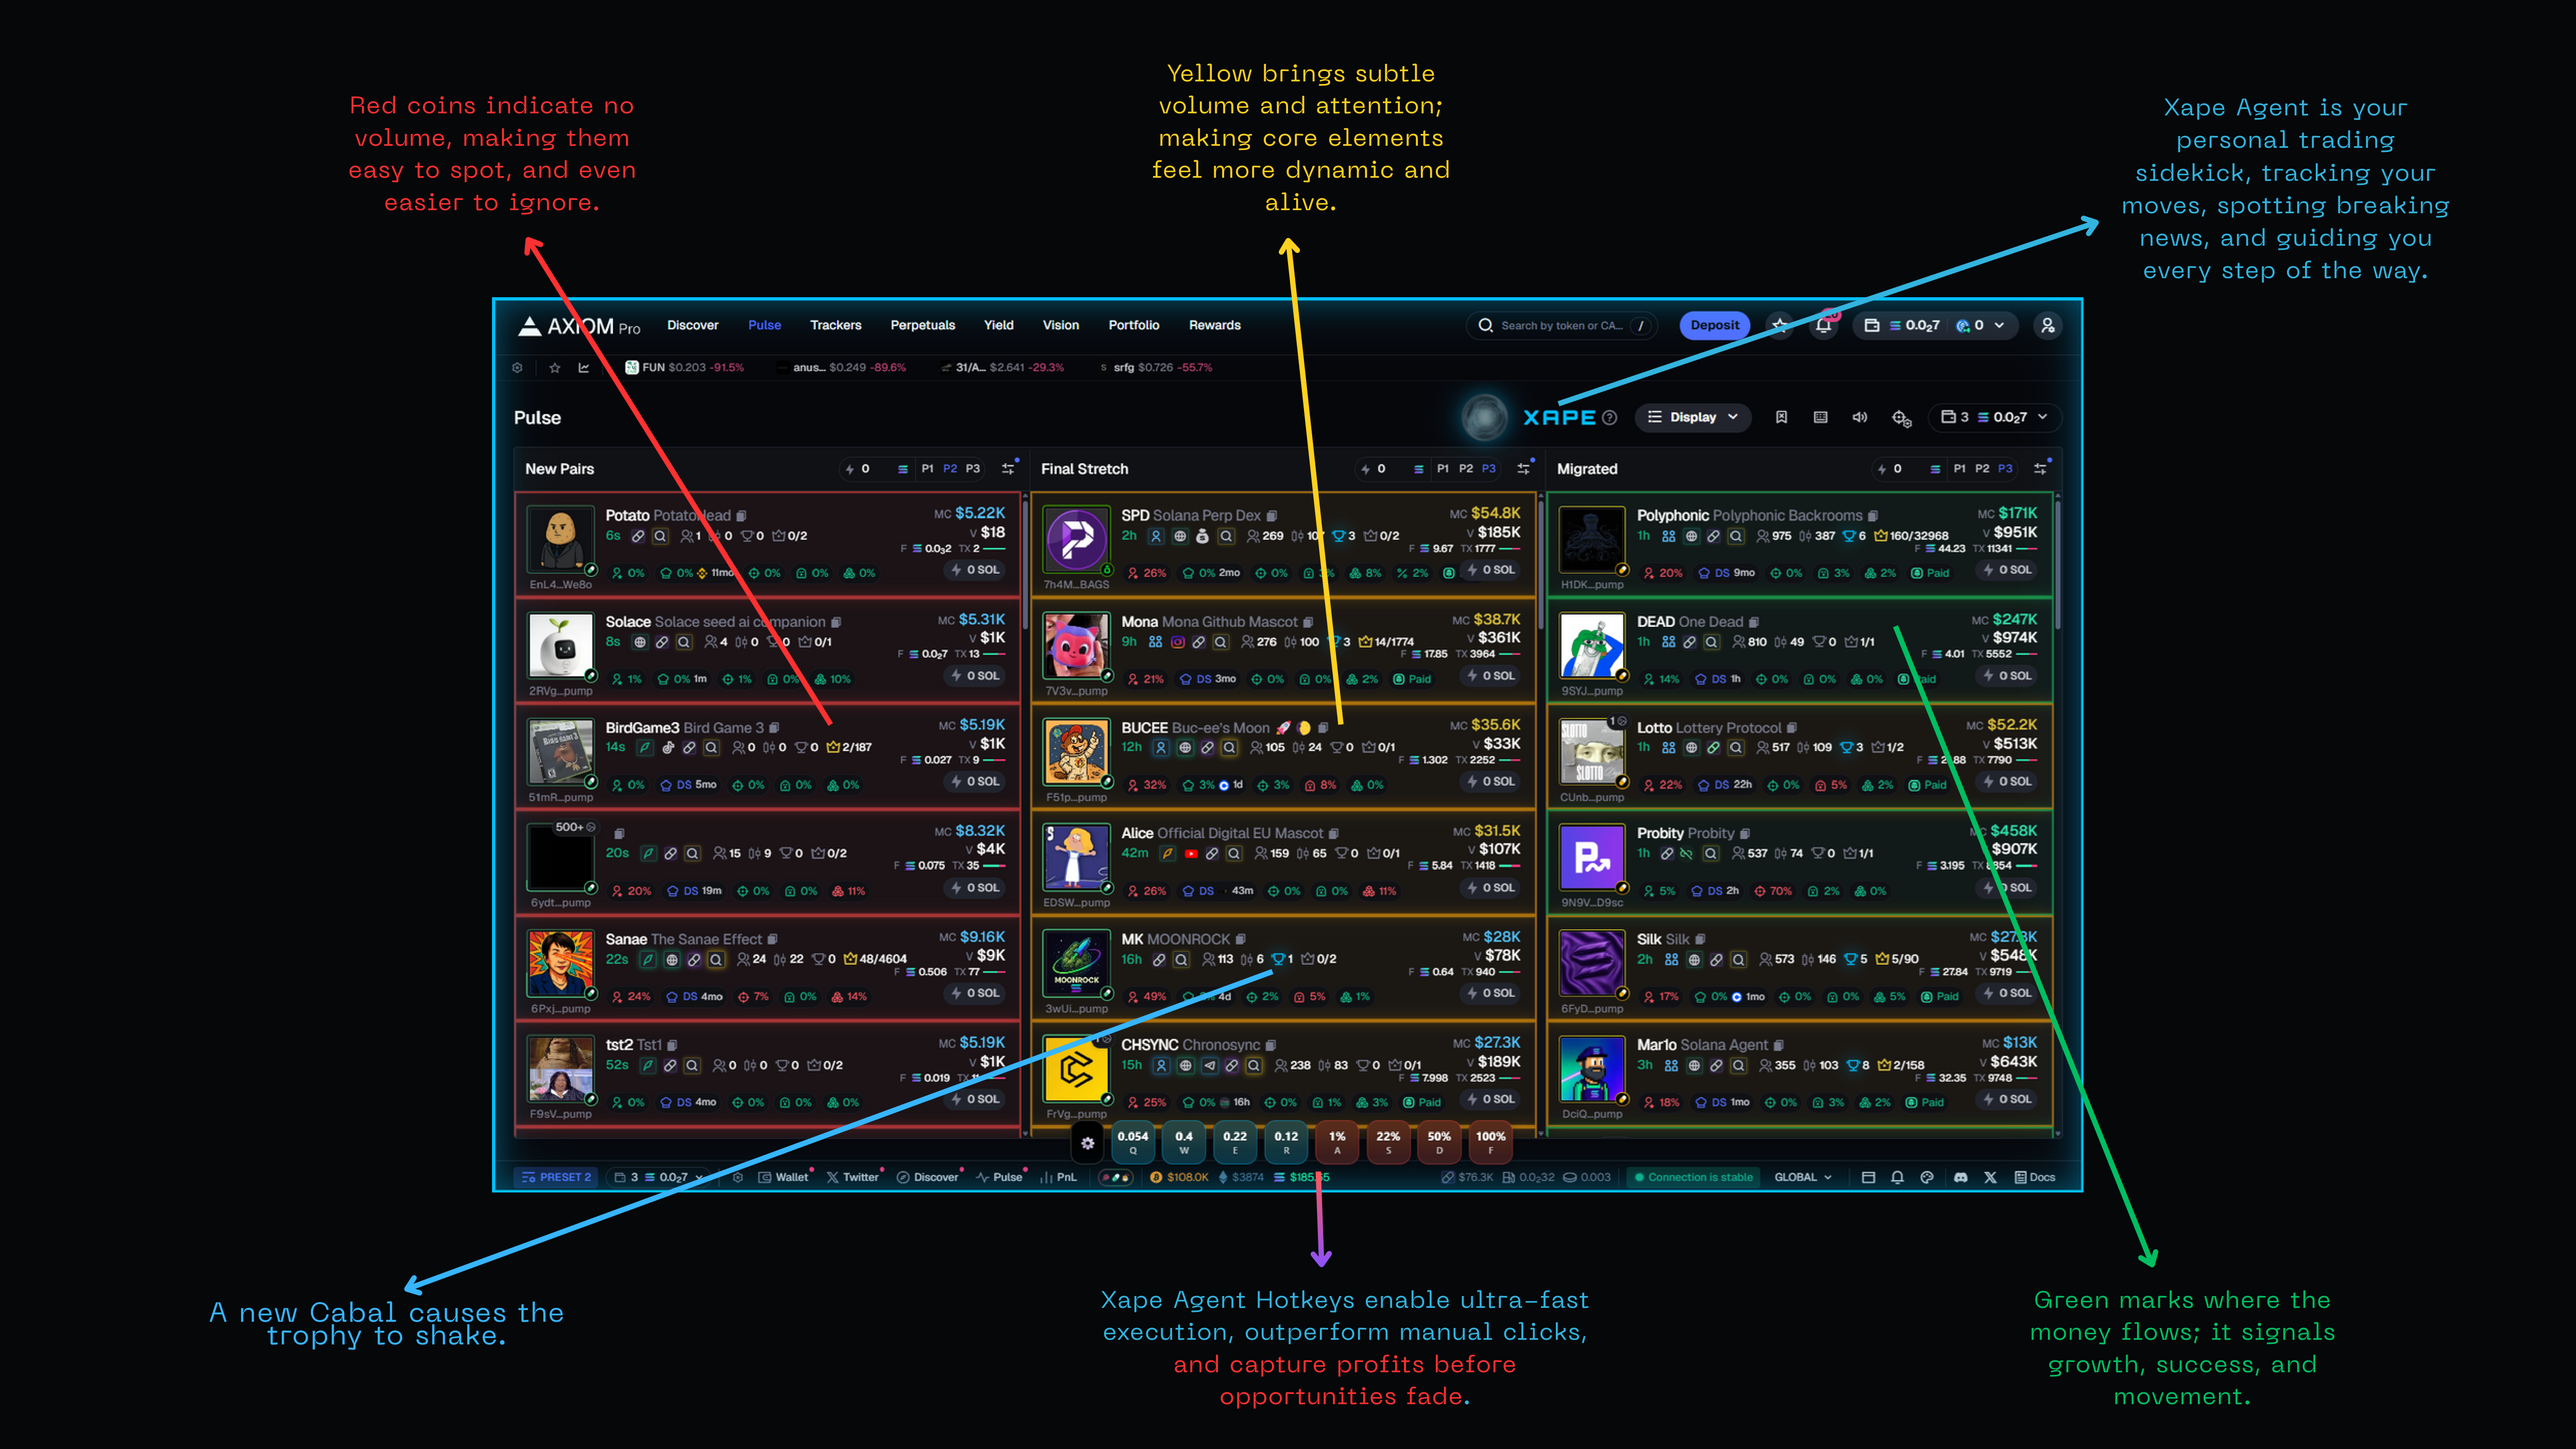 Red coins indicate no
volume, making them
easy to spot, and even
easier to ignore.
Yellow brings subtle
volume and attention;
making core elements
feel more dynamic and
alive.
Xape Agent is your
personal trading
sidekick, tracking your
moves, spotting breaking
news, and guiding you
every step of the way.
AXIOM Pro Discover Pulse Trackers Perpetuals Yield Vision Portfolio Rewards Search by token or CA... / Deposit 0.0₂7 0
FUN $0.203 -91.5% anus... $0.249 -89.6% 31/A... $2.641 -29.3% srfg $0.726 -55.7%
Pulse XAPE Display 3 0.0₂7
New Pairs 0 P1 P2 P3
Potato PotatoHead MC $5.22K
6s 1 0 0 0/2 V $18
F 0.0₃2 TX 2
0% 0% 11mo 0% 0% 0% 0 SOL
EnL4...We8o
Solace Solace seed ai companion MC $5.31K
8s 4 0 0 0/1 V $1K
F 0.0₂7 TX 13
1% 0% 1m 1% 0% 10% 0 SOL
2RVg...pump
BirdGame3 Bird Game 3 MC $5.19K
14s 0 0 0 2/187 V $1K
F 0.027 TX 9
0% DS 5mo 0% 0% 0% 0 SOL
51mR...pump
500+ MC $8.32K
20s 15 9 0 0/2 V $4K
F 0.075 TX 35
20% DS 19m 0% 0% 11% 0 SOL
6ydt...pump
Sanae The Sanae Effect MC $9.16K
22s 24 22 0 48/4604 V $9K
F 0.506 TX 77
24% DS 4mo 7% 0% 14% 0 SOL
6Pxj...pump
tst2 Tst1 MC $5.19K
52s 0 0 0 0/2 V $1K
F 0.019 TX
0% DS 4mo 0% 0% 0% 0 SOL
F9sV...pump
Final Stretch 0 P1 P2 P3
SPD Solana Perp Dex MC $54.8K
2h 269 3 0/2 V $185K
F 9.67 TX 1777
26% 0% 2mo 0% 8% 2% 0 SOL
7h4M...BAGS
Mona Mona Github Mascot MC $38.7K
9h 276 100 3 14/1774 V $361K
F 17.85 TX 3964
21% DS 3mo 0% 0% 2% Paid 0 SOL
7V3v...pump
BUCEE Buc-ee's Moon 🚀 🌔 MC $35.6K
12h 105 24 0 0/1 V $33K
F 1.302 TX 2252
32% 3% 1d 3% 8% 0% 0 SOL
F51p...pump
Alice Official Digital EU Mascot MC $31.5K
42m 159 65 0 0/1 V $107K
F 5.84 TX 1418
26% DS 43m 0% 0% 11% 0 SOL
EDSW...pump
MK MOONROCK MC $28K
16h 113 6 1 0/2 V $78K
F 0.64 TX 940
MOONROCK
49% 4d 2% 5% 1% 0 SOL
3wUi...pump
CHSYNC Chronosync MC $27.3K
15h 238 83 0 0/1 V $189K
F 7.998 TX 2523
25% 0% 16h 0% 1% 3% Paid 0 SOL
FrVg...pump
Migrated 0 P1 P2 P3
Polyphonic Polyphonic Backrooms MC $171K
1h 975 387 6 160/32968 V $951K
F 44.23 TX 11341
20% DS 9mo 0% 3% 2% Paid 0 SOL
H1DK...pump
DEAD One Dead MC $247K
1h 810 49 0 1/1 V $974K
F 4.01 TX 5552
14% DS 1h 0% 0% 0% 0 SOL
9SYJ...pump
Lotto Lottery Protocol MC $52.2K
1h 517 109 3 1/2 V $513K
SLOTTO
TX 7790
22% DS 22h 0% 5% 2% Paid 0 SOL
CUnb...pump
Probity Probity $458K
1h 537 74 0 1/1 $907K
F 3.195 TX
5% DS 2h 70% 2% 0% SOL
9N9V...D9sc
Silk Silk MC
2h 573 146 5 5/90 V $548K
F 27.84 TX 9719
17% 0% 1mo 0% 0% 5% Paid 0 SOL
6FyD...pump
Mar1o Solana Agent MC $13K
3h 355 103 8 2/158 V $643K
F 32.35 TX 9748
18% DS 1mo 0% 3% 2% Paid 0 SOL
DciQ...pump
0.054 0.4 0.22 0.12 1% 22% 50% 100%
Q W E R A S D F
PRESET 2 3 0.0₂7 Wallet Twitter Discover Pulse PnL $108.0K $3874 $76.3K 0.0₂32 0.003 Connection is stable GLOBAL Docs
A new Cabal causes the
trophy to shake.
Xape Agent Hotkeys enable ultra-fast
execution, outperform manual clicks,
and capture profits before
opportunities fade.
Green marks where the
money flows; it signals
growth, success, and
movement.